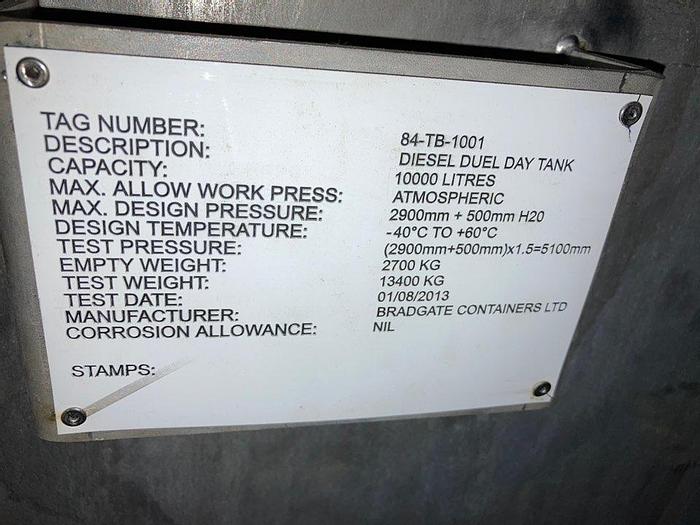 TAG NUMBER: 84-TB-1001
DESCRIPTION: DIESEL DUEL DAY TANK
CAPACITY: 10000 LITRES
MAX. ALLOW WORK PRESS: ATMOSPHERIC
MAX. DESIGN PRESSURE: 2900mm + 500mm H20
DESIGN TEMPERATURE: -40°C TO +60°C
TEST PRESSURE: (2900mm+500mm)x1.5=5100mm
EMPTY WEIGHT: 2700 KG
TEST WEIGHT: 13400 KG
TEST DATE: 01/08/2013
MANUFACTURER: BRADGATE CONTAINERS LTD
CORROSION ALLOWANCE: NIL
STAMPS: